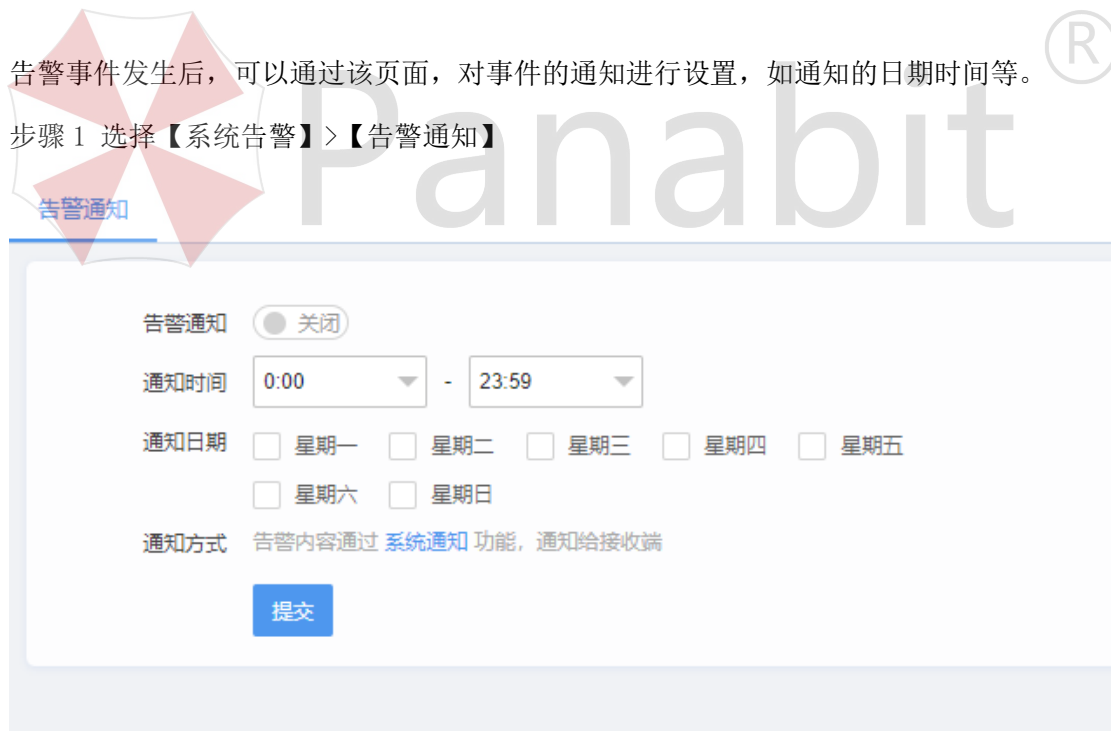 告警事件发生后，可以通过该页面，对事件的通知进行设置，如通知的日期时间等。
步骤 1 选择【系统告警】>【告警通知】
Panabit®
告警通知
告警通知 关闭
通知时间 0:00 - 23:59
通知日期 星期一 星期二 星期三 星期四 星期五
星期六 星期日
通知方式 告警内容通过 系统通知 功能，通知给接收端
提交